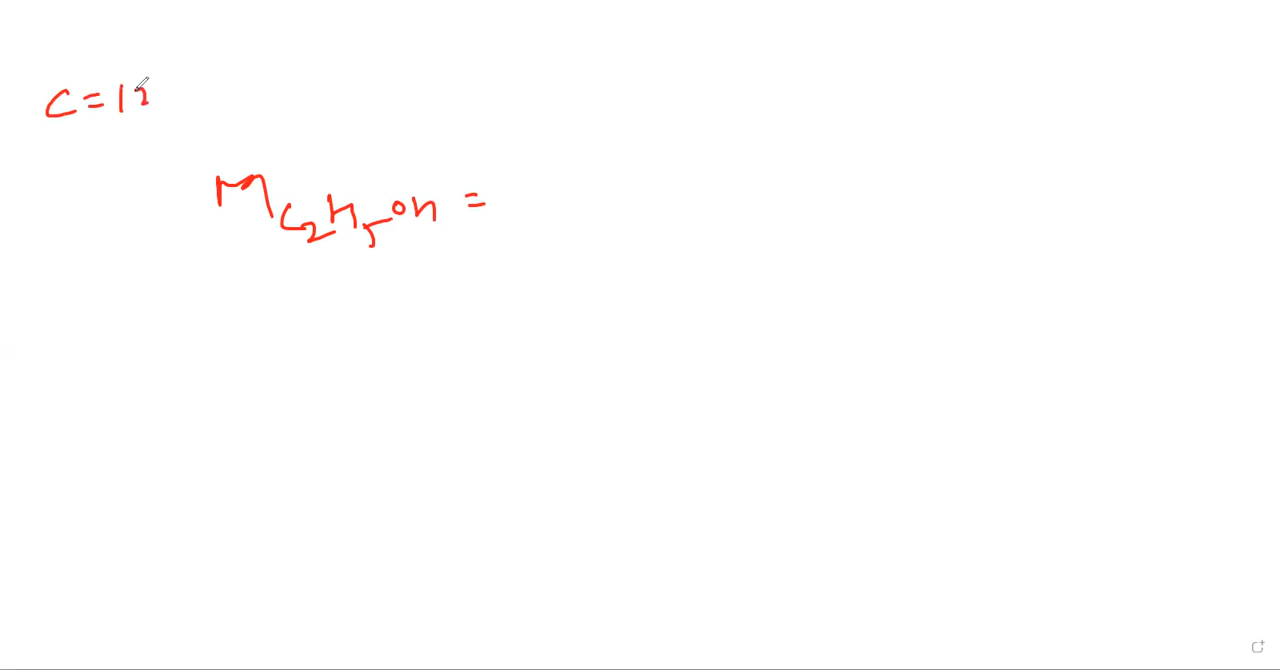 C = 12
M C2H5OH =